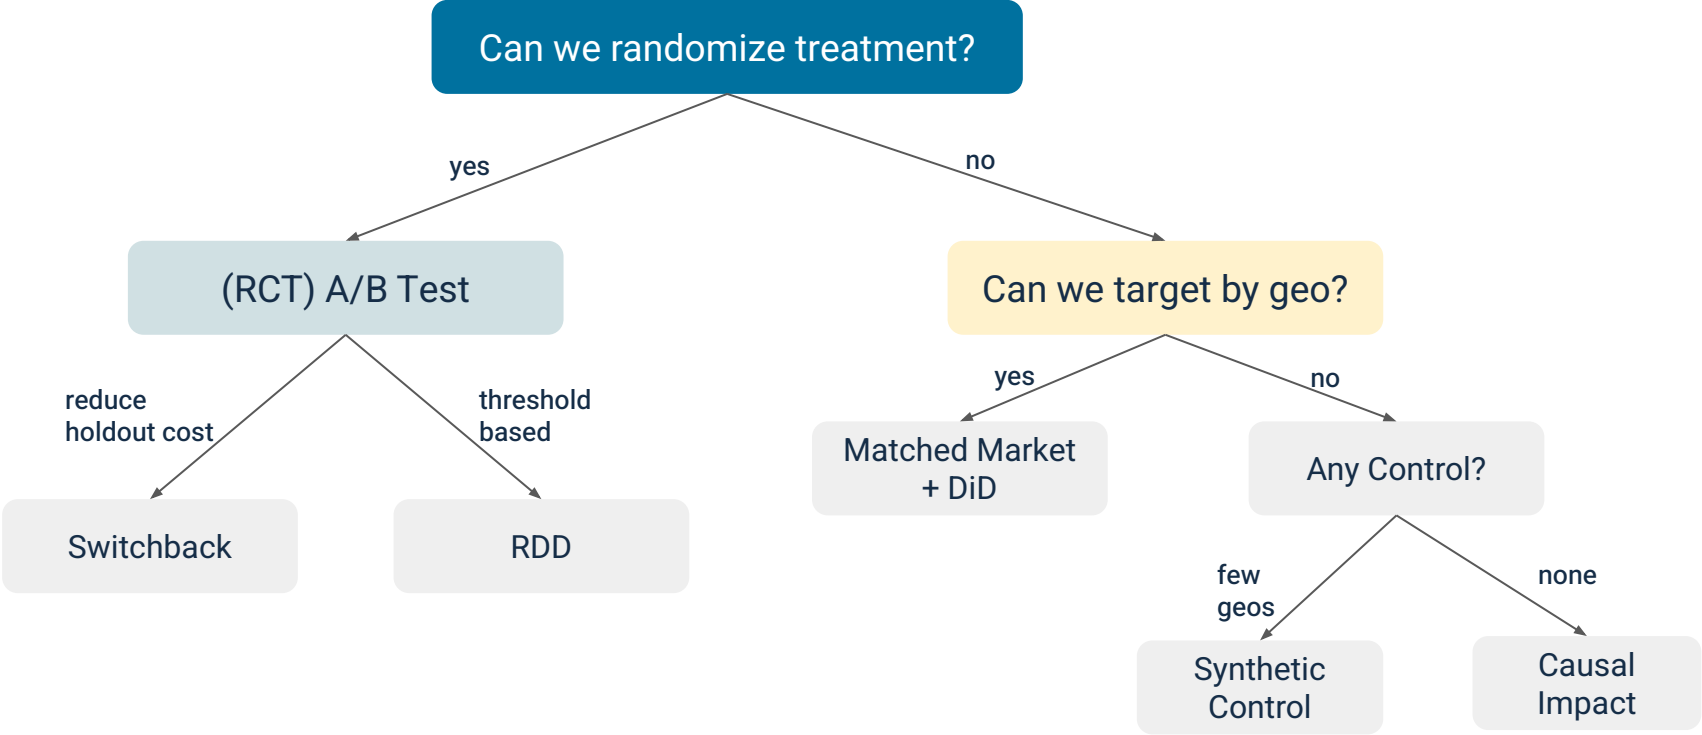 Can we randomize treatment?
yes
no
(RCT) A/B Test
Can we target by geo?
reduce
holdout cost
threshold
based
yes
no
Switchback
RDD
Matched Market
+ DiD
Any Control?
few
geos
none
Synthetic
Control
Causal
Impact